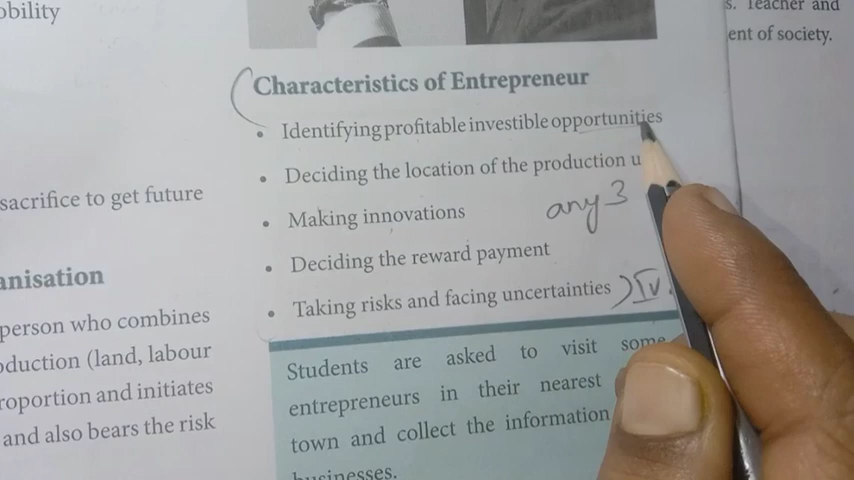 obility
sacrifice to get future
anisation
person who combines
oduction (land, labour
roportion and initiates
and also bears the risk
Characteristics of Entrepreneur
• Identifying profitable investible opportunities
• Deciding the location of the production u
• Making innovations
any 3
• Deciding the reward payment
• Taking risks and facing uncertainties ) IV.
Students are asked to visit some
entrepreneurs in their nearest
town and collect the information
businesses.
s. Teacher and
ent of society.